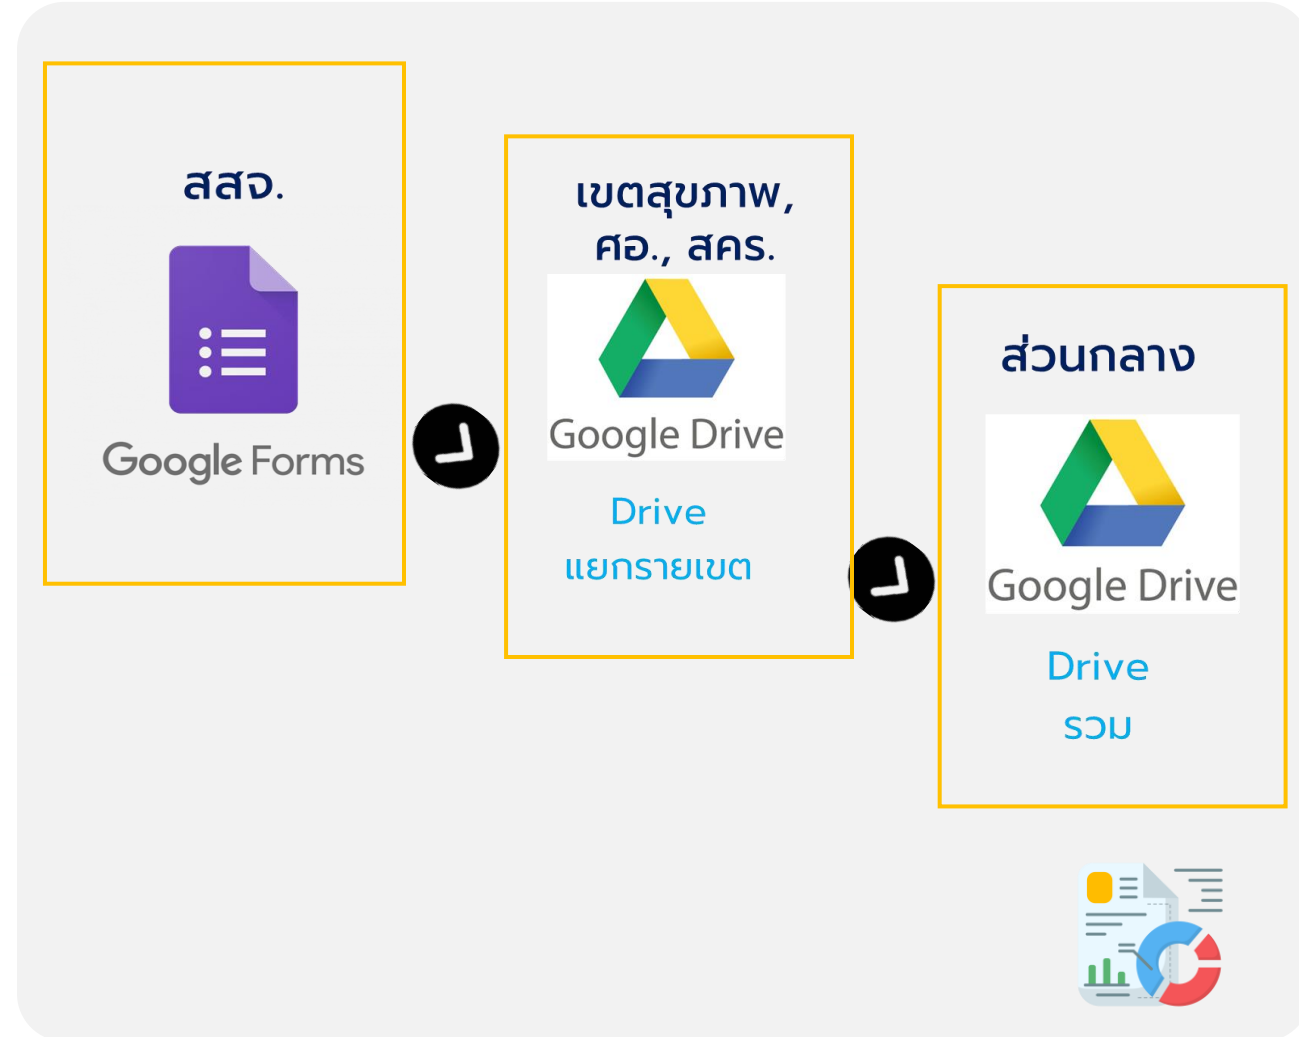 สสจ.
Google Forms
เขตสุขภาพ,
ศอ., สคร.
Google Drive
Drive
แยกรายเขต
ส่วนกลาง
Google Drive
Drive
รวม